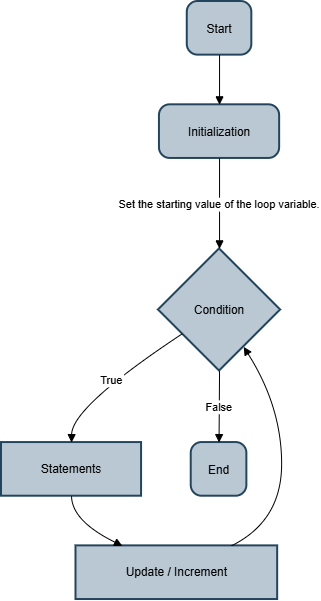 Start
Initialization
Set the starting value of the loop variable.
Condition
True
False
Statements
End
Update / Increment